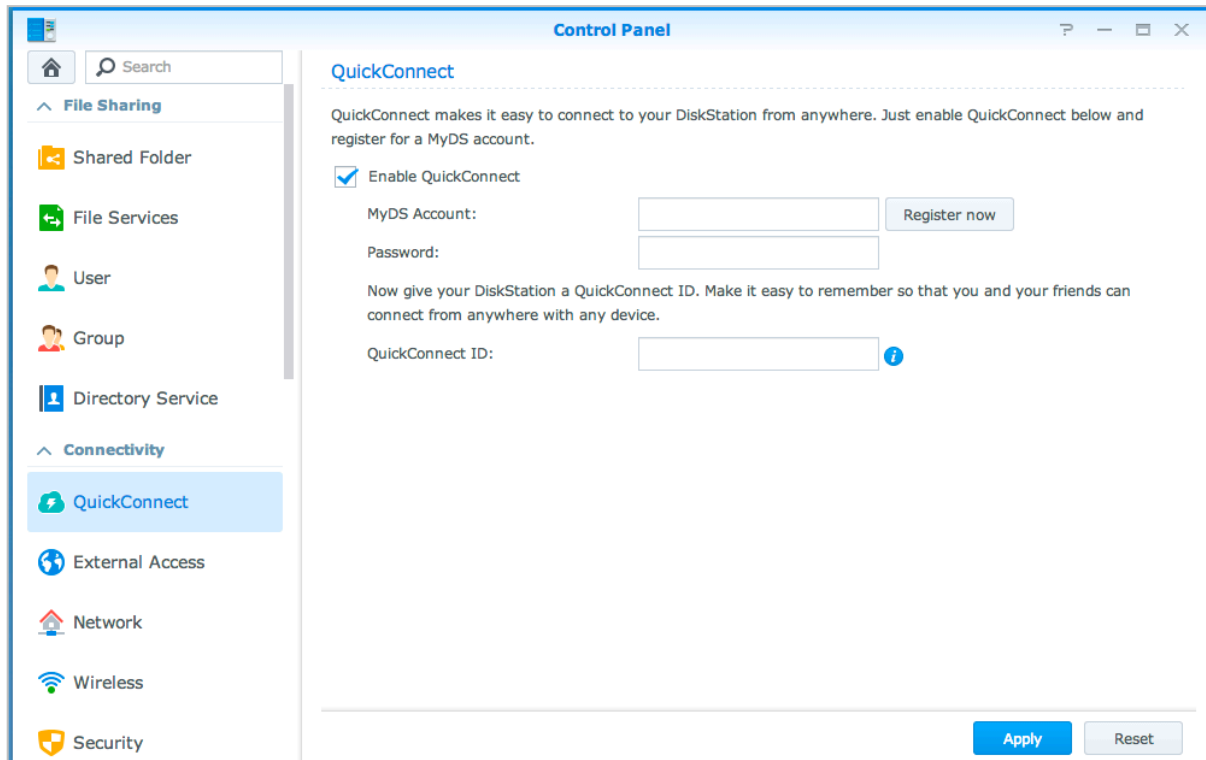 Control Panel
Search
File Sharing
Shared Folder
File Services
User
Group
Directory Service
Connectivity
QuickConnect
External Access
Network
Wireless
Security
QuickConnect
QuickConnect makes it easy to connect to your DiskStation from anywhere. Just enable QuickConnect below and
register for a MyDS account.
Enable QuickConnect
MyDS Account:
Register now
Password:
Now give your DiskStation a QuickConnect ID. Make it easy to remember so that you and your friends can
connect from anywhere with any device.
QuickConnect ID:
Apply
Reset